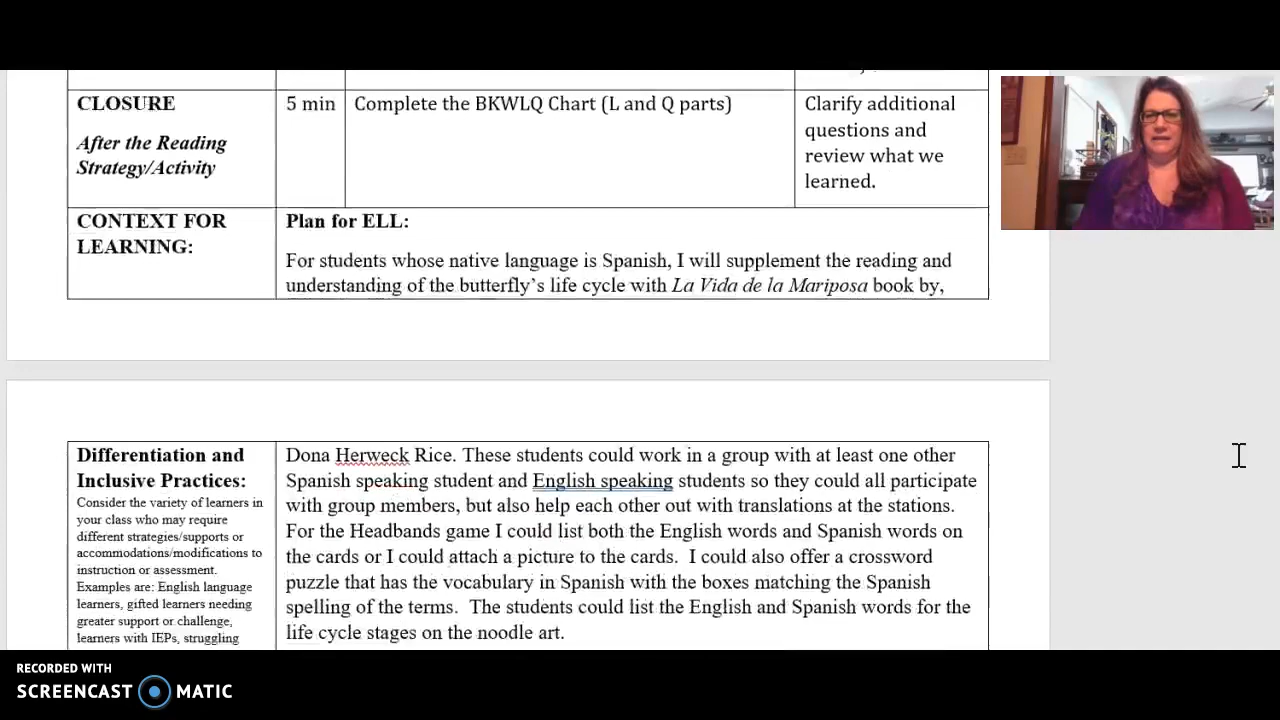 CLOSURE
5 min
Complete the BKWLQ Chart (L and Q parts)
Clarify additional
questions and
review what we
learned.
After the Reading
Strategy/Activity
CONTEXT FOR
LEARNING:
Plan for ELL:
For students whose native language is Spanish, I will supplement the reading and
understanding of the butterfly’s life cycle with La Vida de la Mariposa book by,
Differentiation and
Inclusive Practices:
Consider the variety of learners in
your class who may require
different strategies/supports or
accommodations/modifications to
instruction or assessment.
Examples are: English language
learners, gifted learners needing
greater support or challenge,
learners with IEPs, struggling
Dona Herweck Rice. These students could work in a group with at least one other
Spanish speaking student and English speaking students so they could all participate
with group members, but also help each other out with translations at the stations.
For the Headbands game I could list both the English words and Spanish words on
the cards or I could attach a picture to the cards.  I could also offer a crossword
puzzle that has the vocabulary in Spanish with the boxes matching the Spanish
spelling of the terms.  The students could list the English and Spanish words for the
life cycle stages on the noodle art.
RECORDED WITH
SCREENCAST MATIC